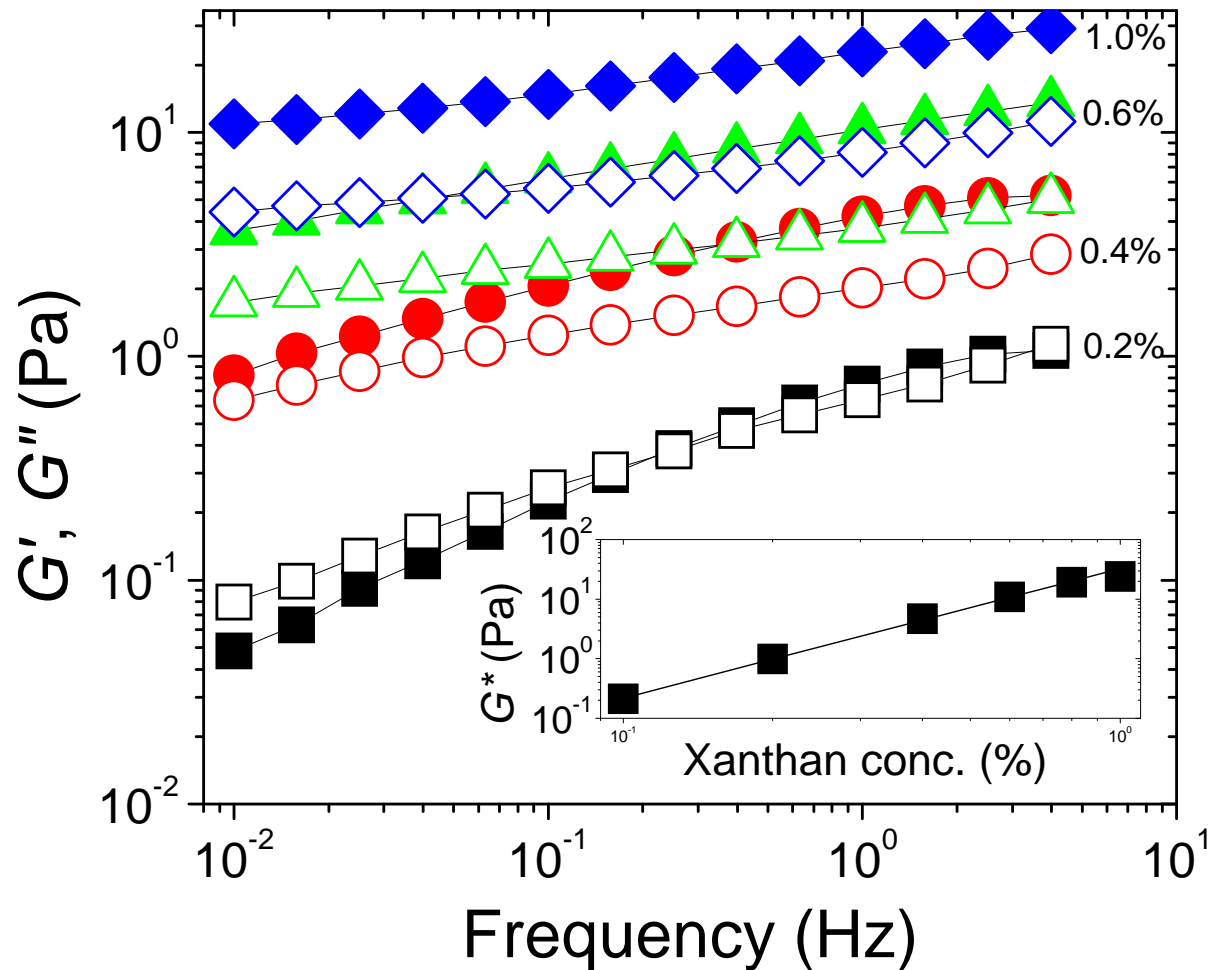 G′, G″ (Pa)
10¹
10⁰
10⁻¹
10⁻²
1.0%
0.6%
0.4%
0.2%
G* (Pa)
10²
10¹
10⁰
10⁻¹
10⁻¹ 10⁰
Xanthan conc. (%)
10⁻² 10⁻¹ 10⁰ 10¹
Frequency (Hz)